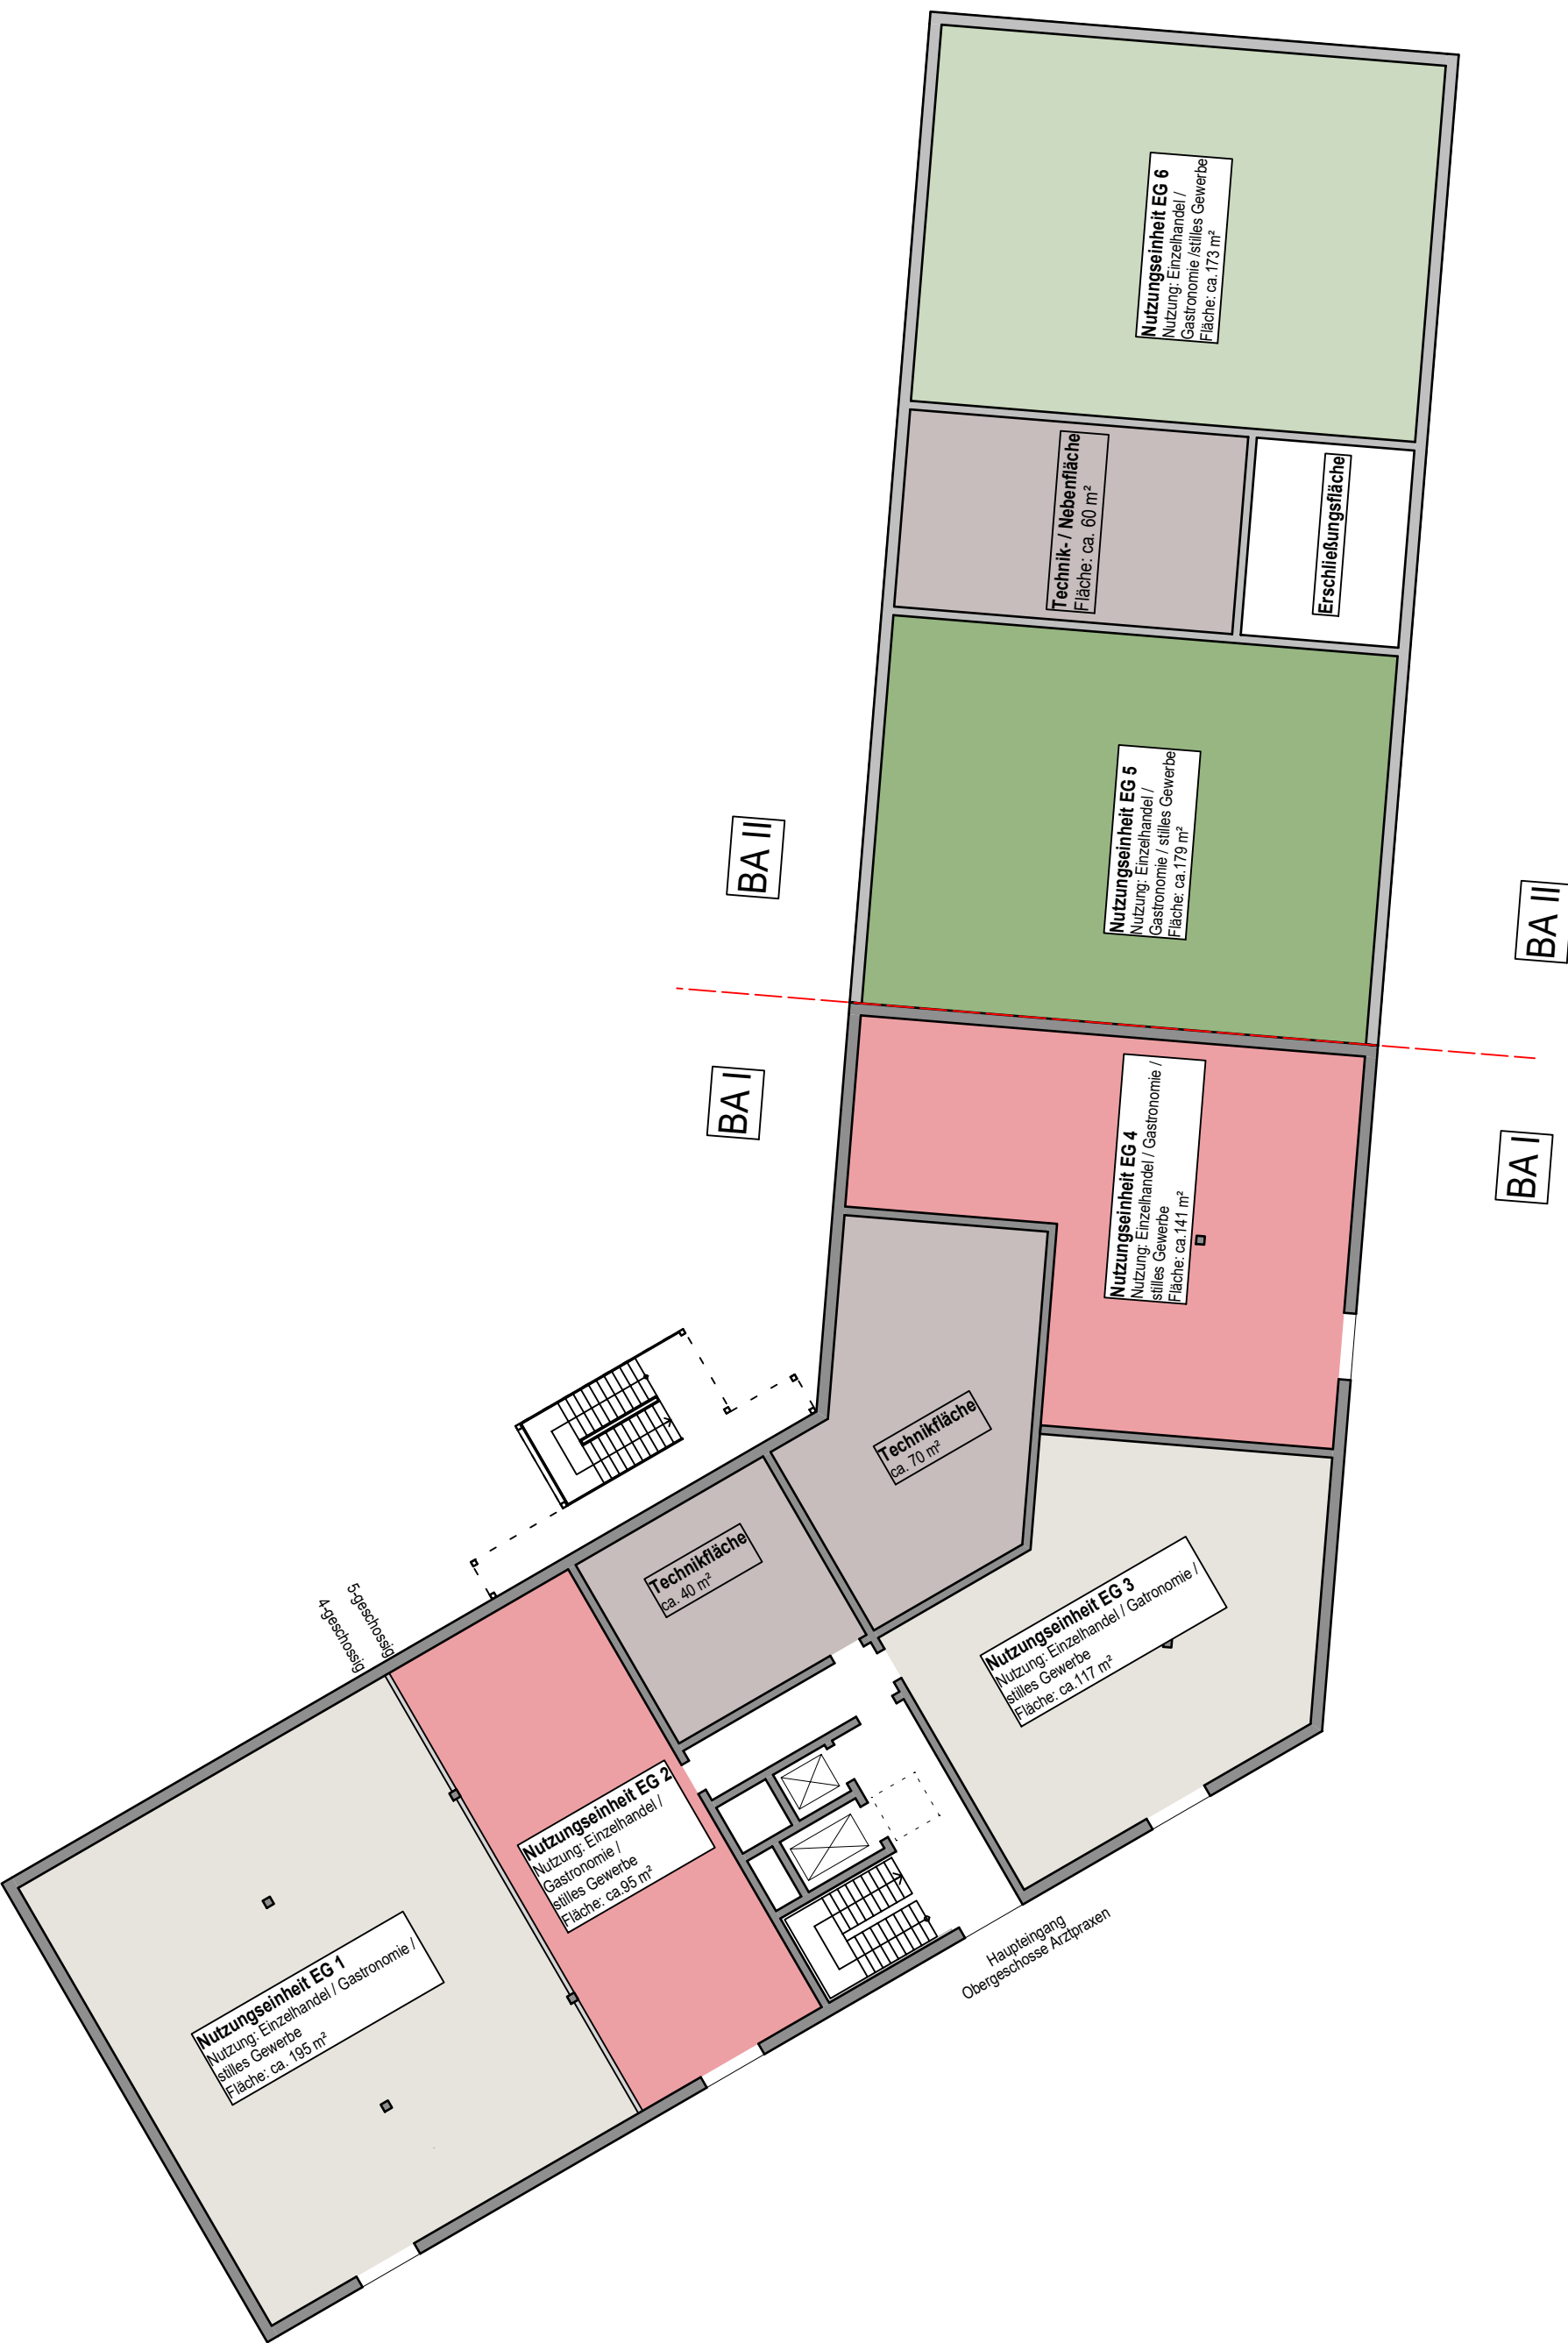 Nutzungseinheit EG 6
Nutzung: Einzelhandel /
Gastronomie /stilles Gewerbe
Fläche: ca.173 m²
Technik- / Nebenfläche
Fläche: ca. 60 m²
Erschließungsfläche
Nutzungseinheit EG 5
Nutzung: Einzelhandel /
Gastronomie / stilles Gewerbe
Fläche: ca.179 m²
BA II
BA II
BA I
BA I
Nutzungseinheit EG 4
Nutzung: Einzelhandel / Gastronomie /
stilles Gewerbe
Fläche: ca.141 m²
Technikfläche
ca. 70 m²
Technikfläche
ca. 40 m²
Nutzungseinheit EG 3
Nutzung: Einzelhandel / Gatronomie /
stilles Gewerbe
Fläche: ca.117 m²
5-geschossig
4-geschossig
Nutzungseinheit EG 2
Nutzung: Einzelhandel /
Gastronomie /
stilles Gewerbe
Fläche: ca.95 m²
Nutzungseinheit EG 1
Nutzung: Einzelhandel / Gastronomie /
stilles Gewerbe
Fläche: ca. 195 m²
Haupteingang
Obergeschosse Arztpraxen